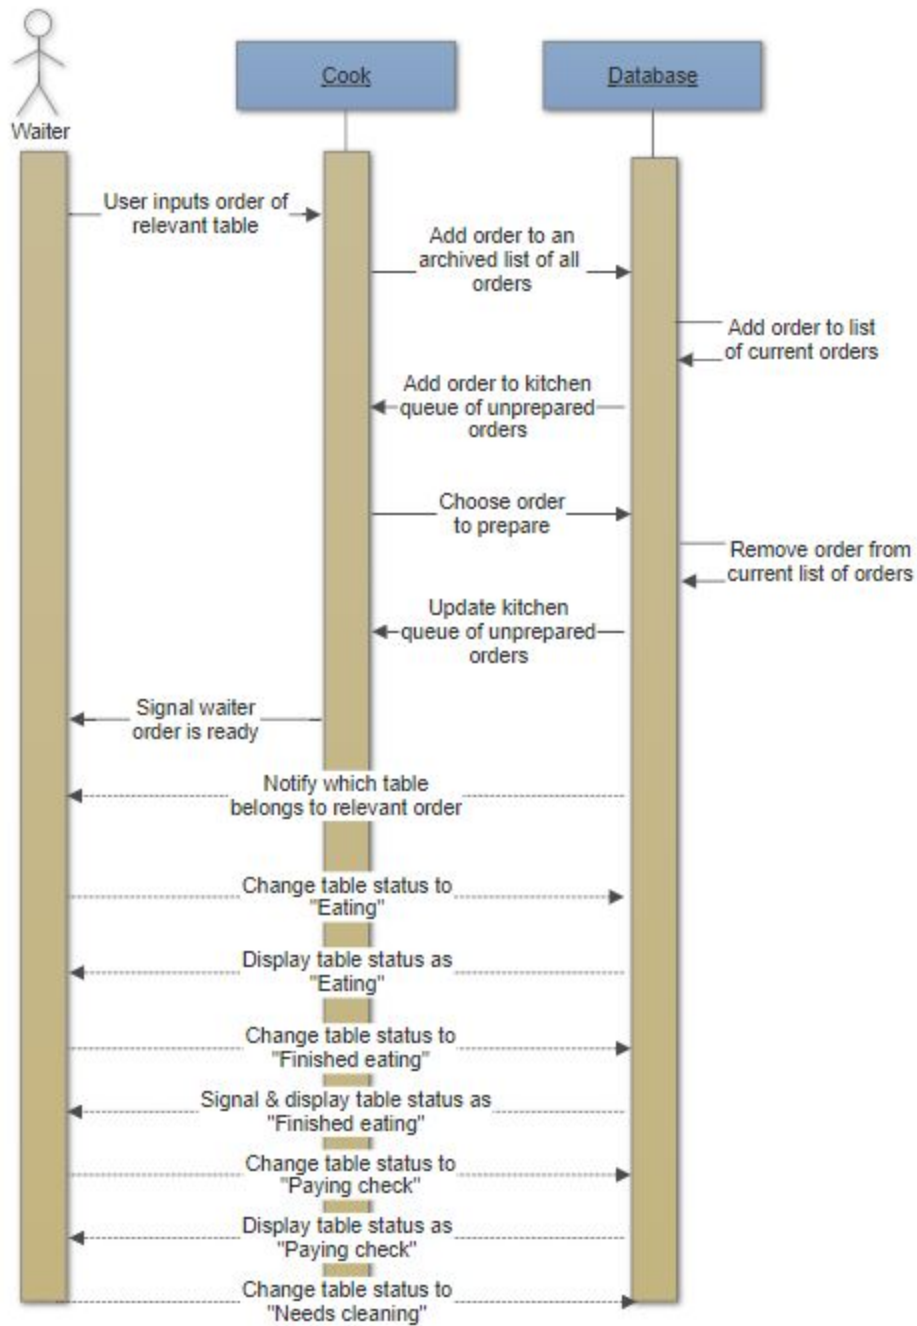 Cook
Database
Waiter
User inputs order of
relevant table
Add order to an
archived list of all
orders
Add order to list
of current orders
Add order to kitchen
queue of unprepared
orders
Choose order
to prepare
Remove order from
current list of orders
Update kitchen
queue of unprepared
orders
Signal waiter
order is ready
Notify which table
belongs to relevant order
Change table status to
"Eating"
Display table status as
"Eating"
Change table status to
"Finished eating"
Signal & display table status as
"Finished eating"
Change table status to
"Paying check"
Display table status as
"Paying check"
Change table status to
"Needs cleaning"